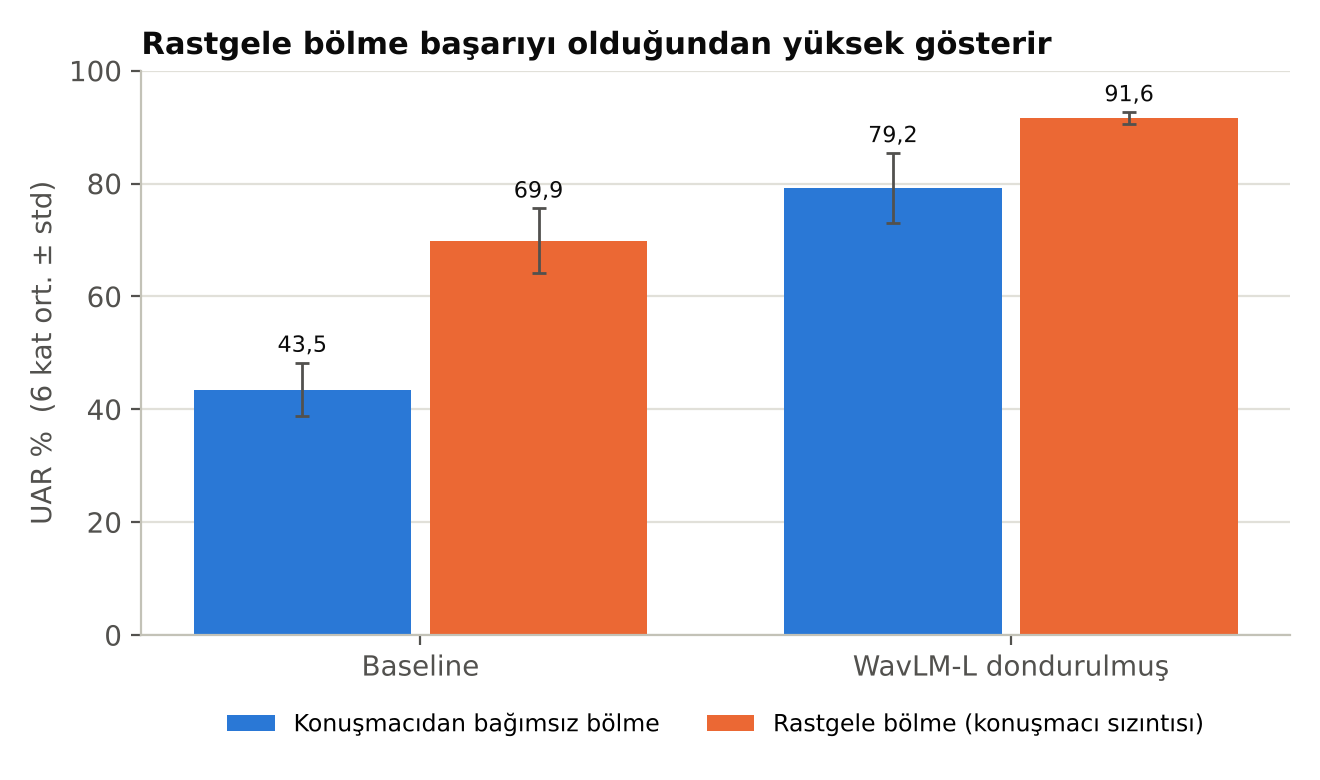 Rastgele bölme başarıyı olduğundan yüksek gösterir
UAR % (6 kat ort. ± std)
100
80
60
40
20
0
43,5
69,9
79,2
91,6
Baseline
WavLM-L dondurulmuş
Konuşmacıdan bağımsız bölme
Rastgele bölme (konuşmacı sızıntısı)